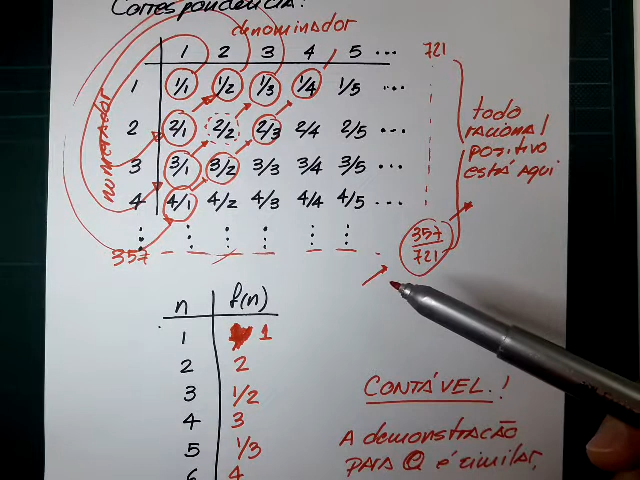 Correspondência:
denominador
1 2 3 4 5 ... 721
numerador
1 1/1 1/2 1/3 1/4 1/5 ...
2 2/1 2/2 2/3 2/4 2/5 ...
3 3/1 3/2 3/3 3/4 3/5
4 4/1 4/2 4/3 4/4 4/5 ...
357
357/721
todo
racional
positivo
está aqui
n f(n)
1 1
2 2
3 1/2
4 3
5 1/3
6 4
CONTÁVEL!
A demonstração
PARA Q é similar.